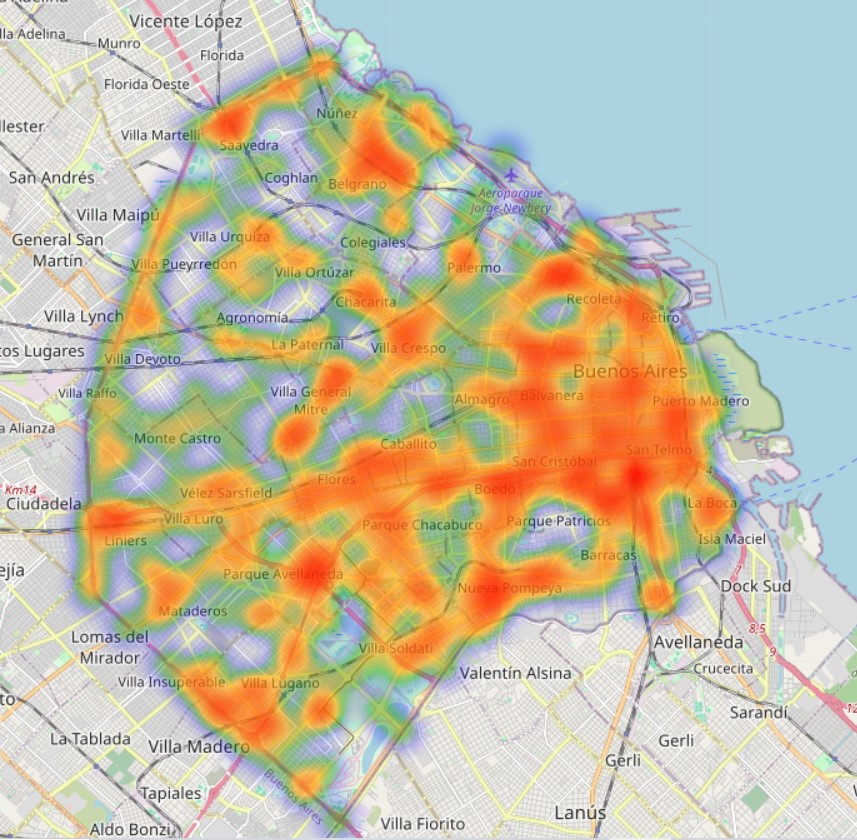 Vicente López
lla Adelina
Munro
Florida
Florida Oeste
llester
Villa Martelli
Núñez
Saavedra
San Andrés
Coghlan
Belgrano
Aeroparque
Jorge Newbery
Villa Maipú
General San
Martín
Villa Urquiza
Colegiales
Villa Pueyrredón
Villa Ortúzar
Palermo
Chacarita
Recoleta
Villa Lynch
Agronomía
Retiro
tos Lugares
La Paternal
Villa Crespo
Villa Devoto
Buenos Aires
Villa Raffo
Villa General
Mitre
Almagro
Balvanera
Puerto Madero
a Alianza
Monte Castro
Caballito
San Telmo
San Cristóbal
4
Km14
Flores
Boedo
Ciudadela
Vélez Sarsfield
La Boca
Villa Luro
Parque Chacabuco
Parque Patricios
Liniers
Isla Maciel
Barracas
ejía
Parque Avellaneda
7
Nueva Pompeya
Dock Sud
Mataderos
8,5
Lomas del
Mirador
Villa Soldati
Avellaneda
9
Valentín Alsina
Crucecita
Villa Insuperable
Villa Lugano
to
Sarandí
12
La Tablada
Villa Madero
Gerli
Gerli
Buenos Aires
Tapiales
Aldo Bonzi
Villa Fiorito
Lanús